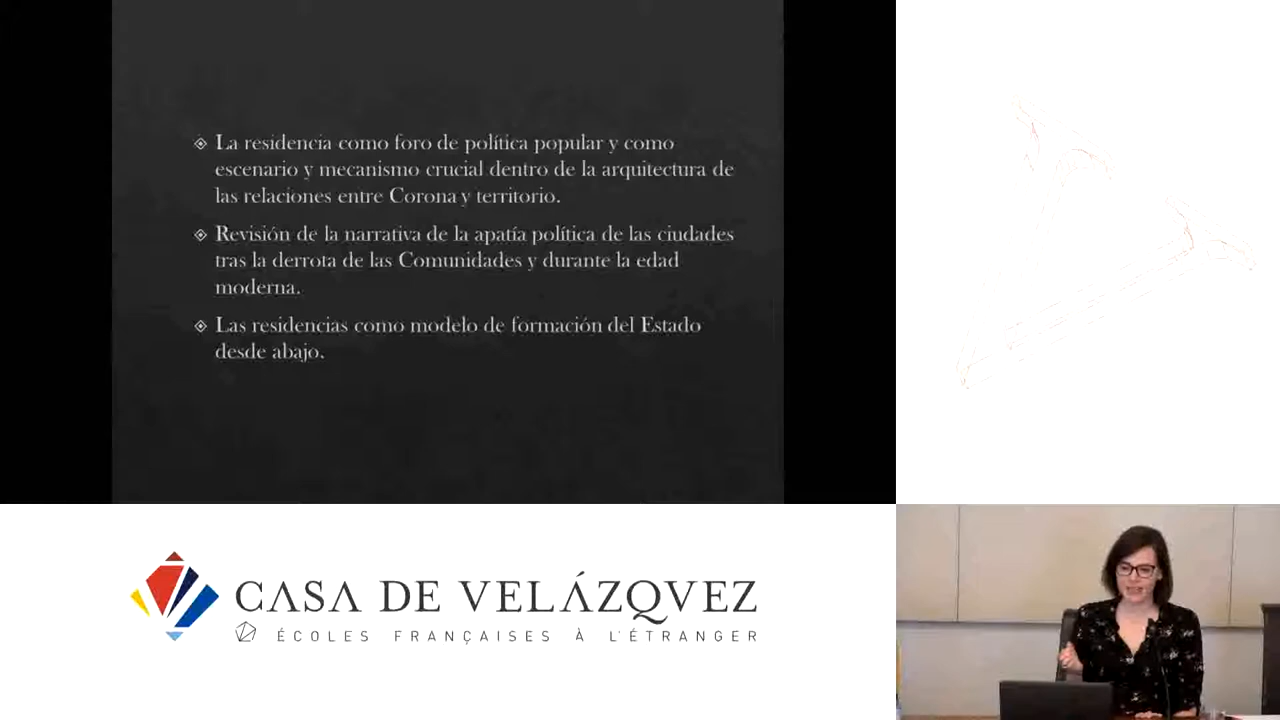 La residencia como foro de política popular y como
escenario y mecanismo crucial dentro de la arquitectura de
las relaciones entre Corona y territorio.
Revisión de la narrativa de la apatía política de las ciudades
tras la derrota de las Comunidades y durante la edad
moderna.
Las residencias como modelo de formación del Estado
desde abajo.
CASA DE VELÁZQVEZ
ÉCOLES FRANÇAISES À L'ÉTRANGER